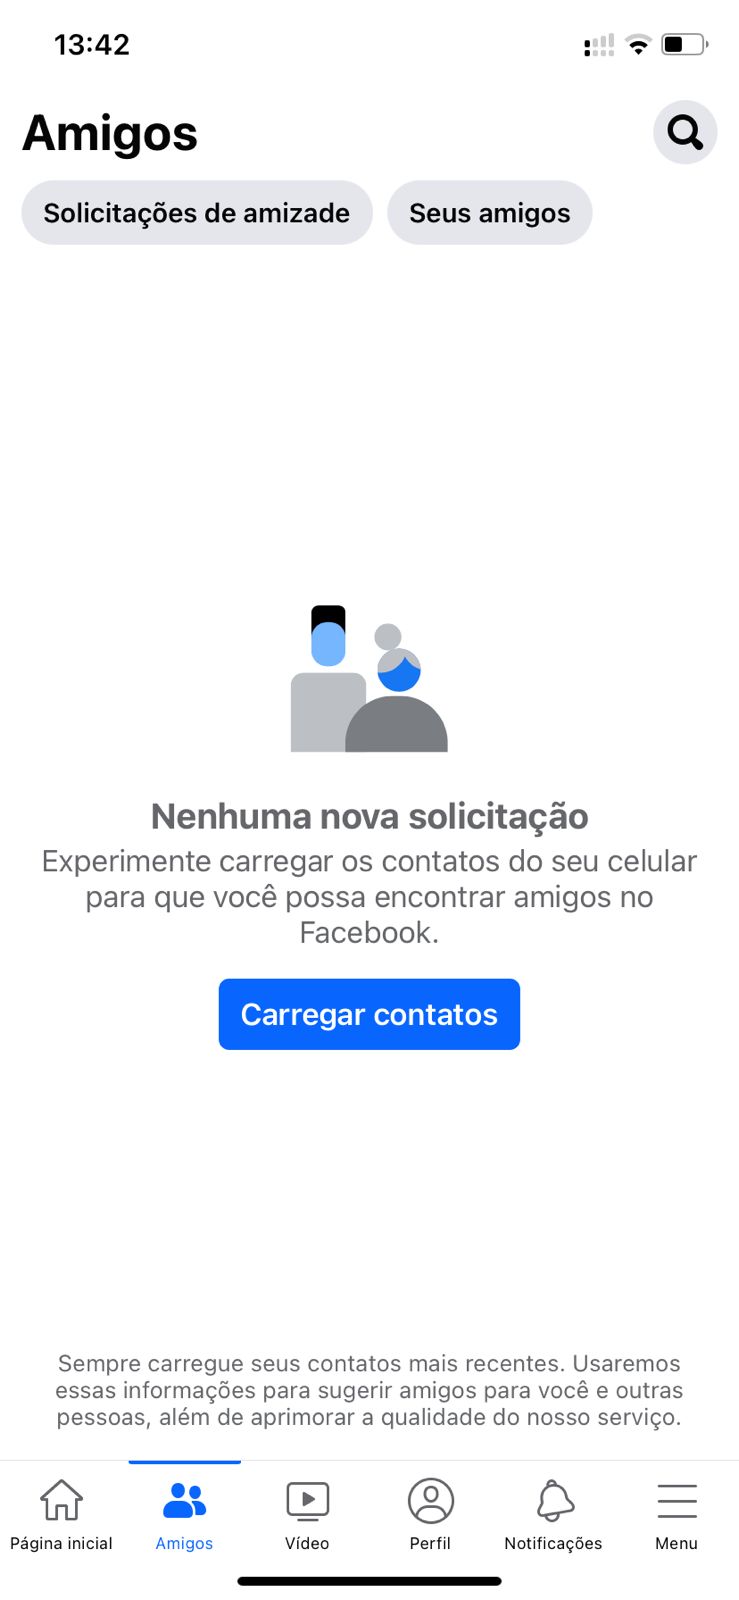 13:42
Amigos
Solicitações de amizade
Seus amigos
Nenhuma nova solicitação
Experimente carregar os contatos do seu celular
para que você possa encontrar amigos no
Facebook.
Carregar contatos
Sempre carregue seus contatos mais recentes. Usaremos
essas informações para sugerir amigos para você e outras
pessoas, além de aprimorar a qualidade do nosso serviço.
Página inicial
Amigos
Vídeo
Perfil
Notificações
Menu